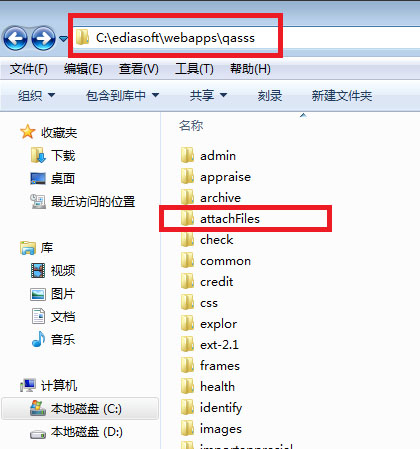 C:\ediasoft\webapps\qasss
文件(F) 编辑(E) 查看(V) 工具(T) 帮助(H)
组织 包含到库中 共享 刻录 新建文件夹
收藏夹
下载
桌面
最近访问的位置
库
视频
图片
文档
音乐
计算机
本地磁盘 (C:)
本地磁盘 (D:)
名称
admin
appraise
archive
attachFiles
check
common
credit
css
explor
ext-2.1
frames
health
identify
images